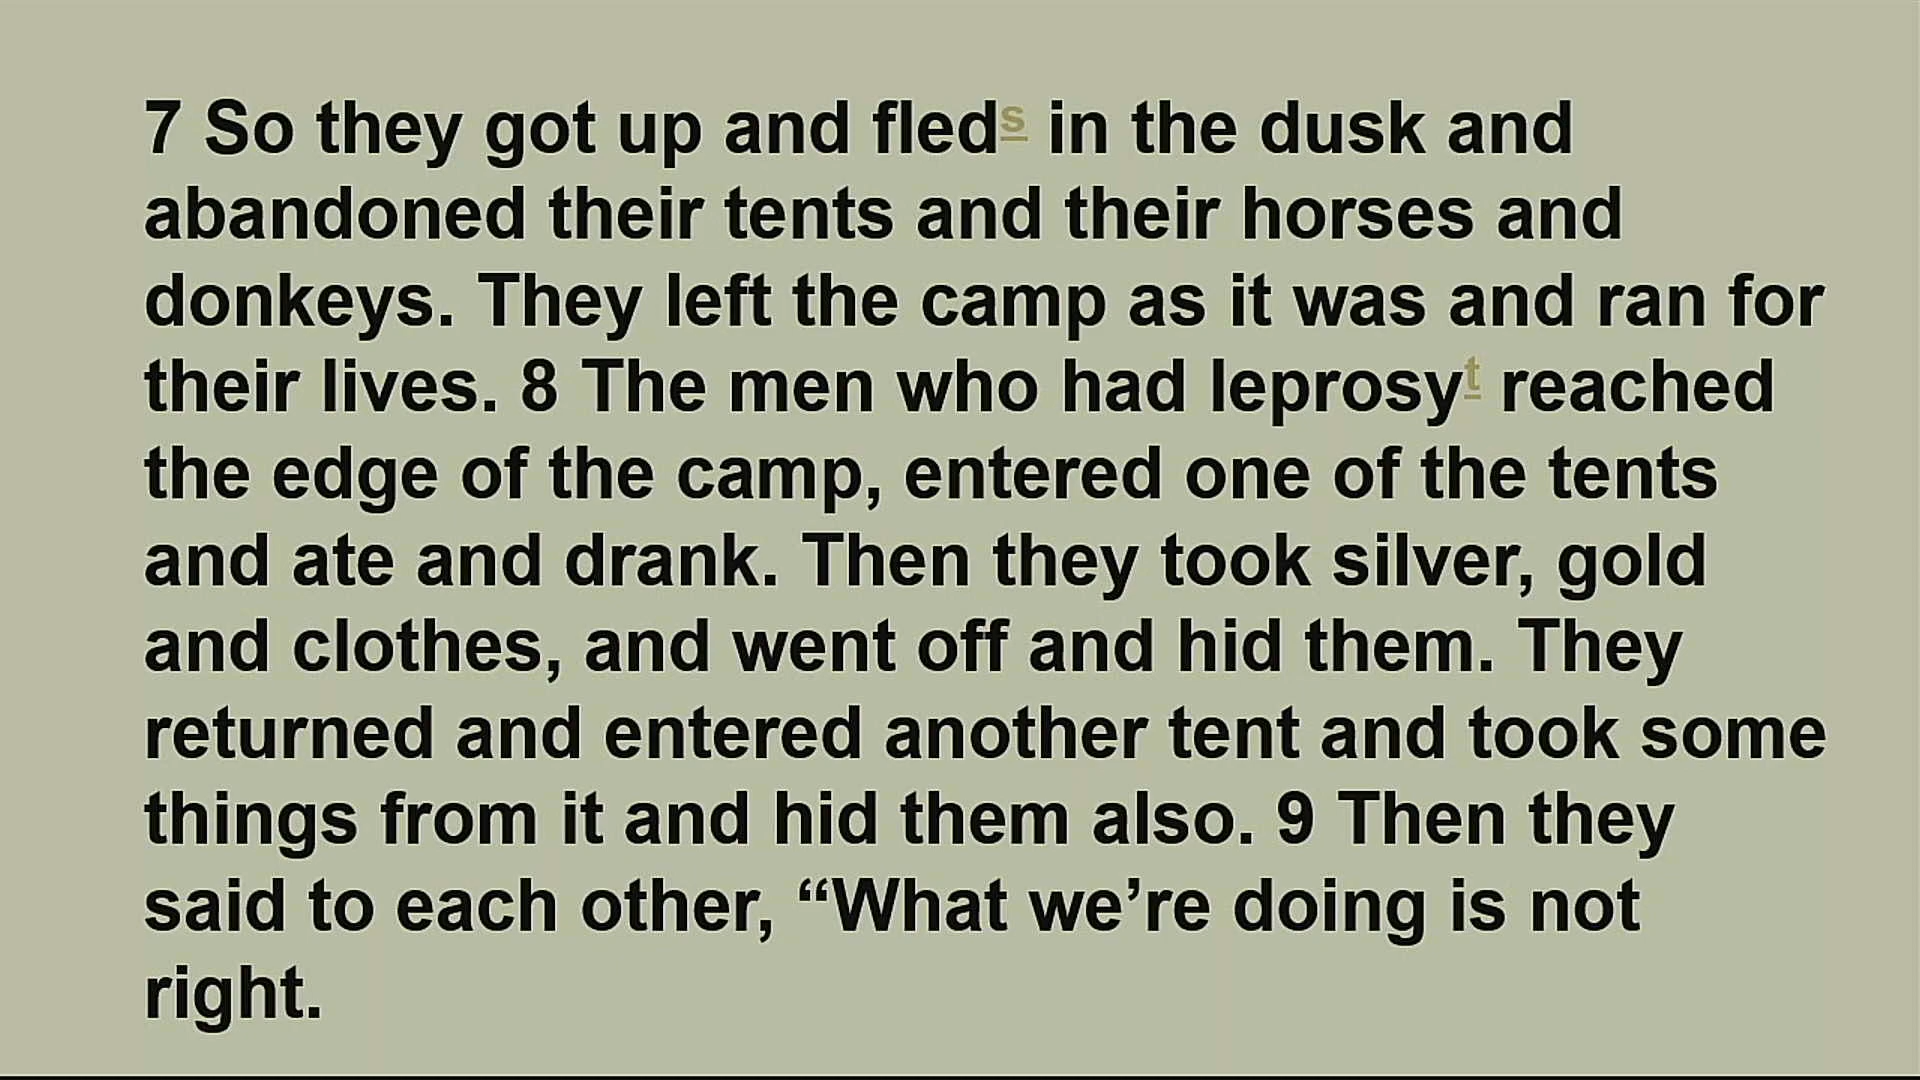 7 So they got up and fleds in the dusk and
abandoned their tents and their horses and
donkeys. They left the camp as it was and ran for
their lives. 8 The men who had leprosyt reached
the edge of the camp, entered one of the tents
and ate and drank. Then they took silver, gold
and clothes, and went off and hid them. They
returned and entered another tent and took some
things from it and hid them also. 9 Then they
said to each other, “What we’re doing is not
right.